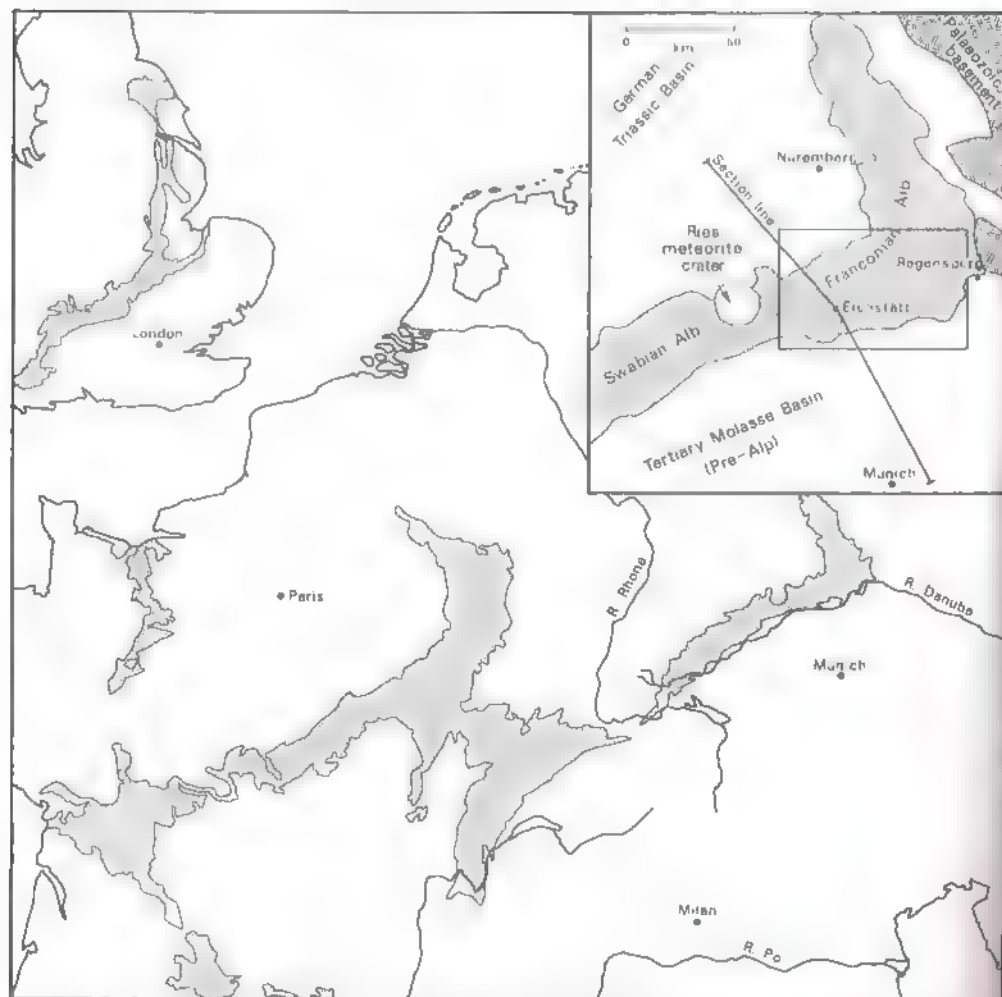 0 50
km
German
Triassic Basin
Palaeozoic
basement
Nuremberg
Section line
Alb
Ries
meteorite
crater
Franconian
Regensburg
Eichstatt
Swabian Alb
Tertiary Molasse Basin
(Pre-Alp)
Munich
London
Paris
R. Rhone
R. Danube
Munich
Milan
R. Po